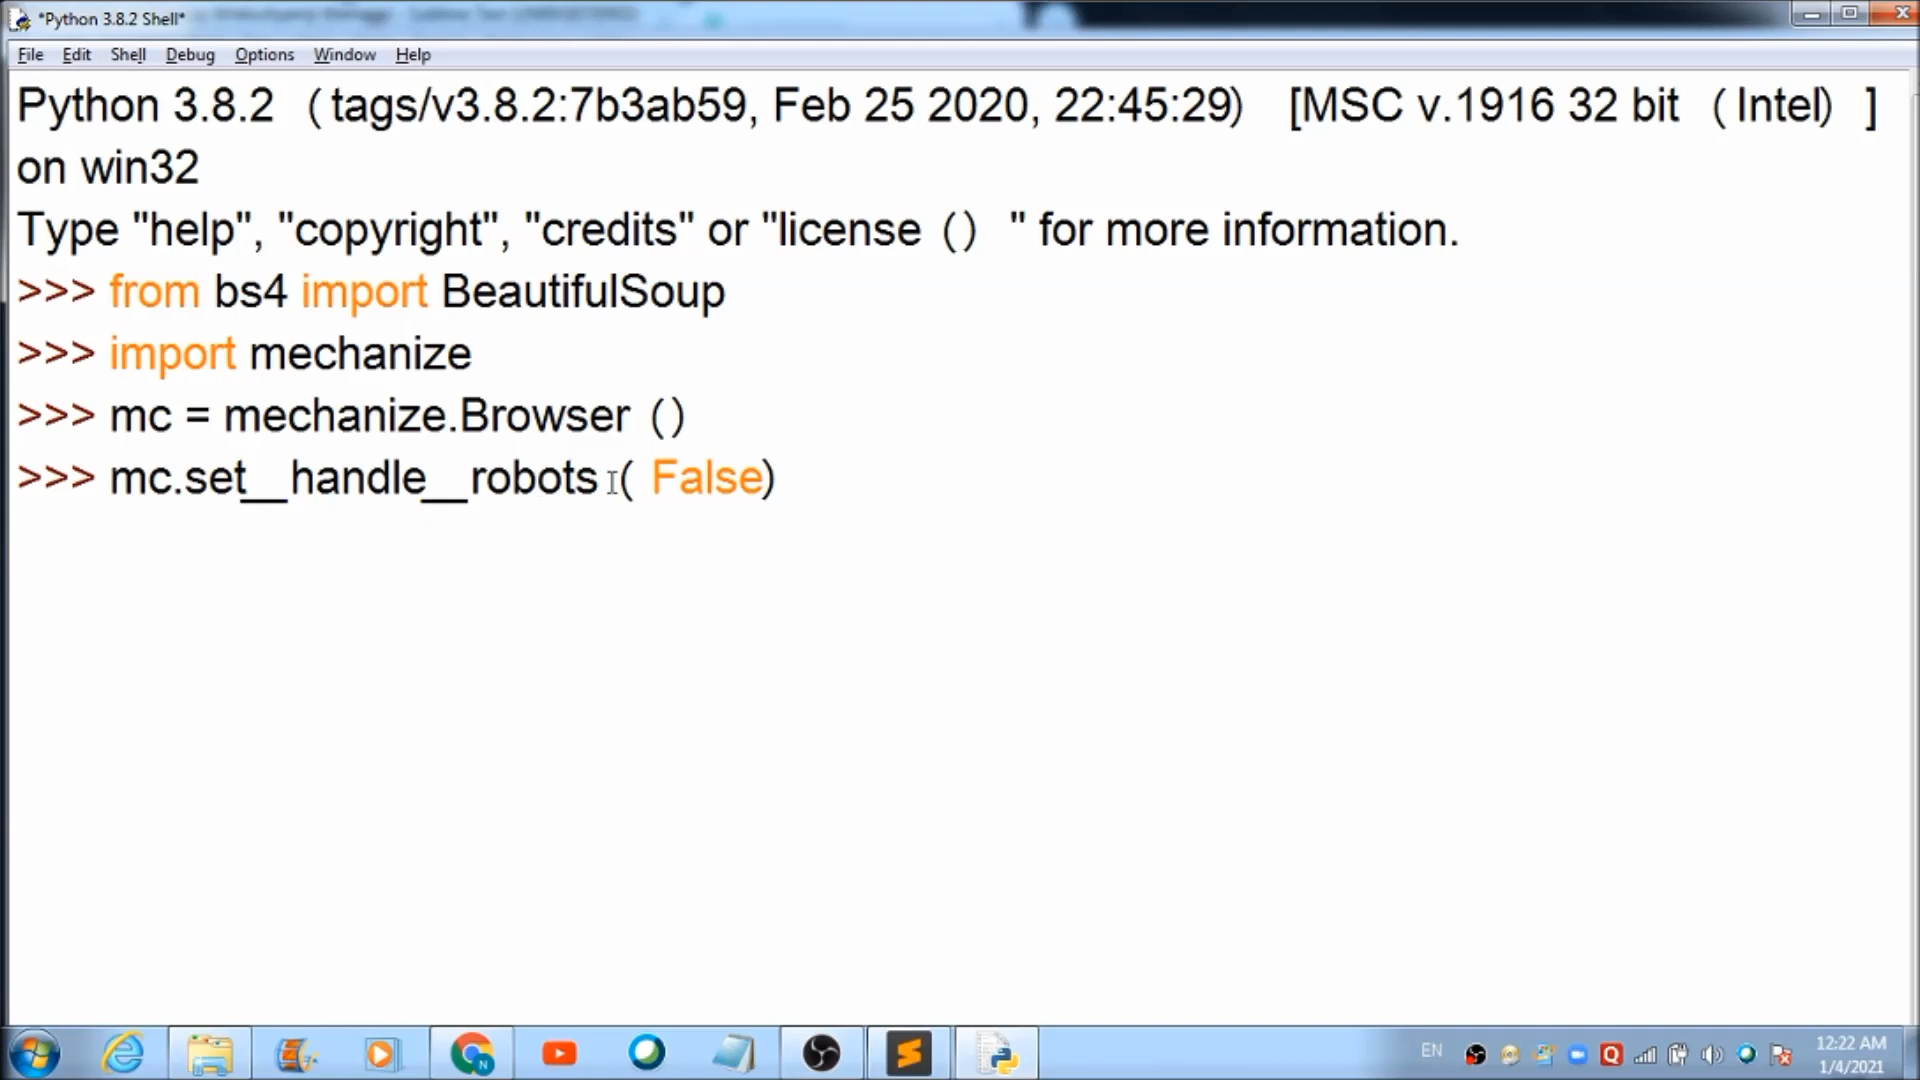 *Python 3.8.2 Shell*
File Edit Shell Debug Options Window Help
Python 3.8.2 (tags/v3.8.2:7b3ab59, Feb 25 2020, 22:45:29) [MSC v.1916 32 bit (Intel)]
on win32
Type "help", "copyright", "credits" or "license()" for more information.
>>> from bs4 import BeautifulSoup
>>> import mechanize
>>> mc = mechanize.Browser()
>>> mc.set__handle__robots( False)
EN
12:22 AM
1/4/2021